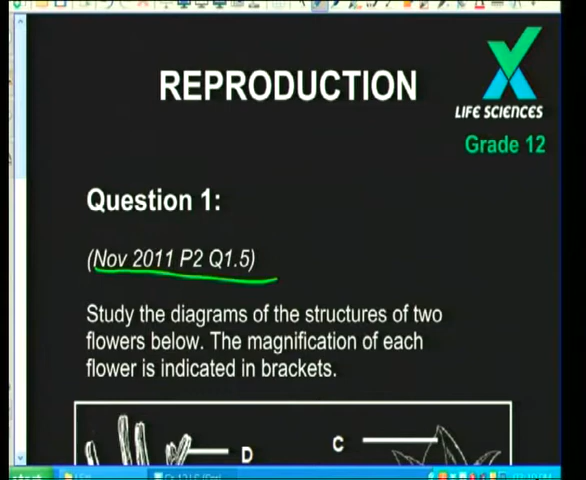 REPRODUCTION
LIFE SCIENCES
Grade 12
Question 1:
(Nov 2011 P2 Q1.5)
Study the diagrams of the structures of two
flowers below. The magnification of each
flower is indicated in brackets.
D
C